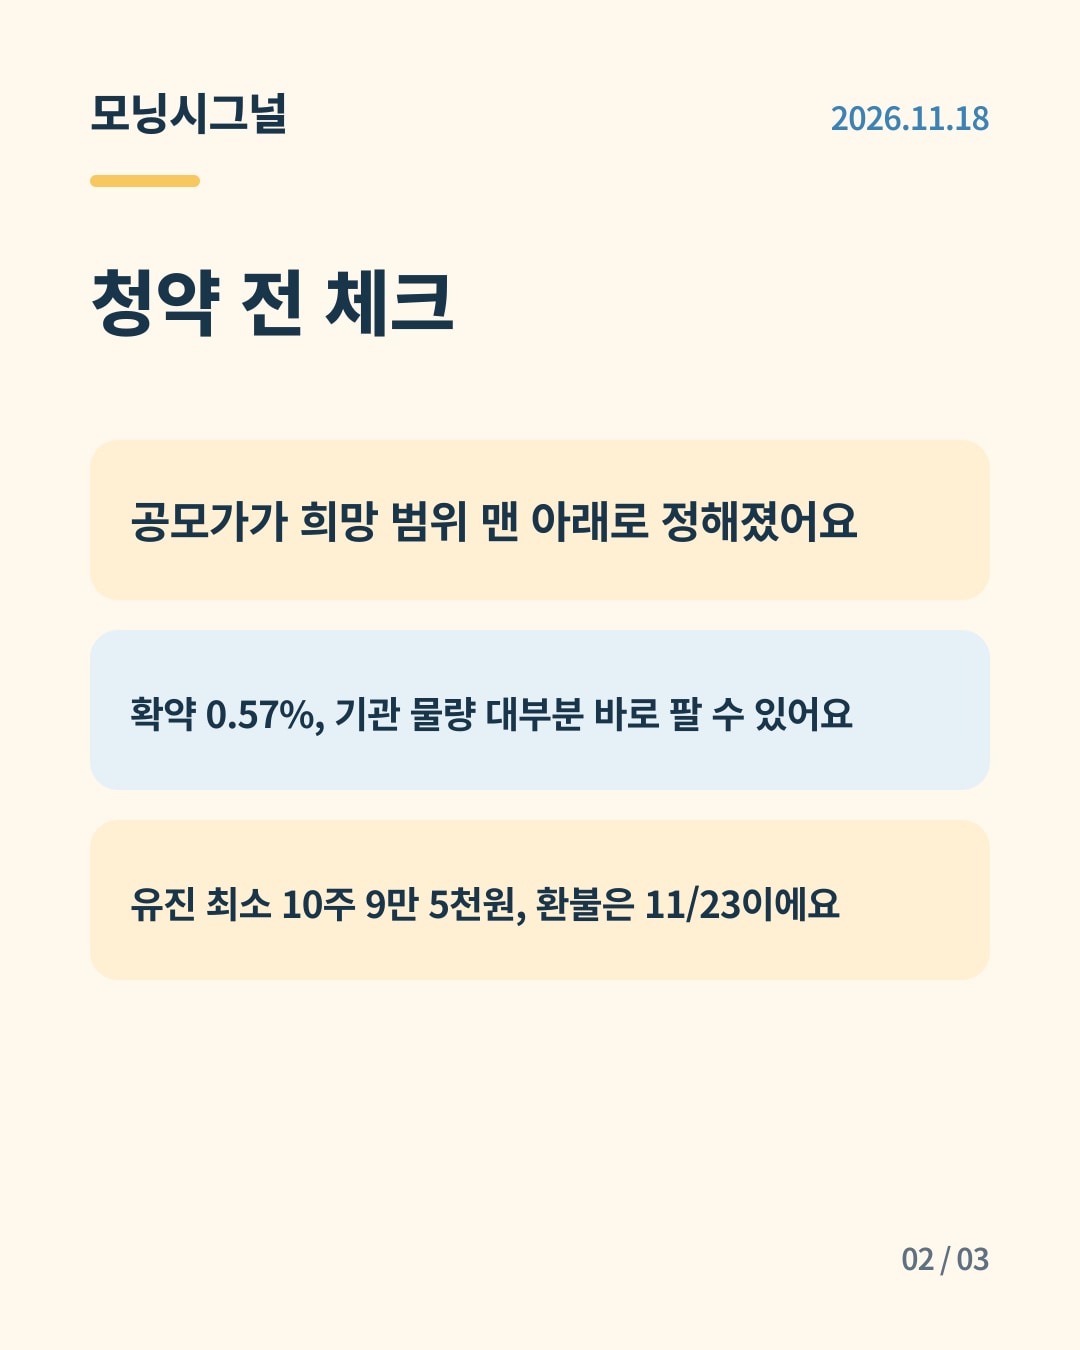 모닝시그널
2026.11.18
청약 전 체크
공모가가 희망 범위 맨 아래로 정해졌어요
확약 0.57%, 기관 물량 대부분 바로 팔 수 있어요
유진 최소 10주 9만 5천원, 환불은 11/23이에요
02 / 03